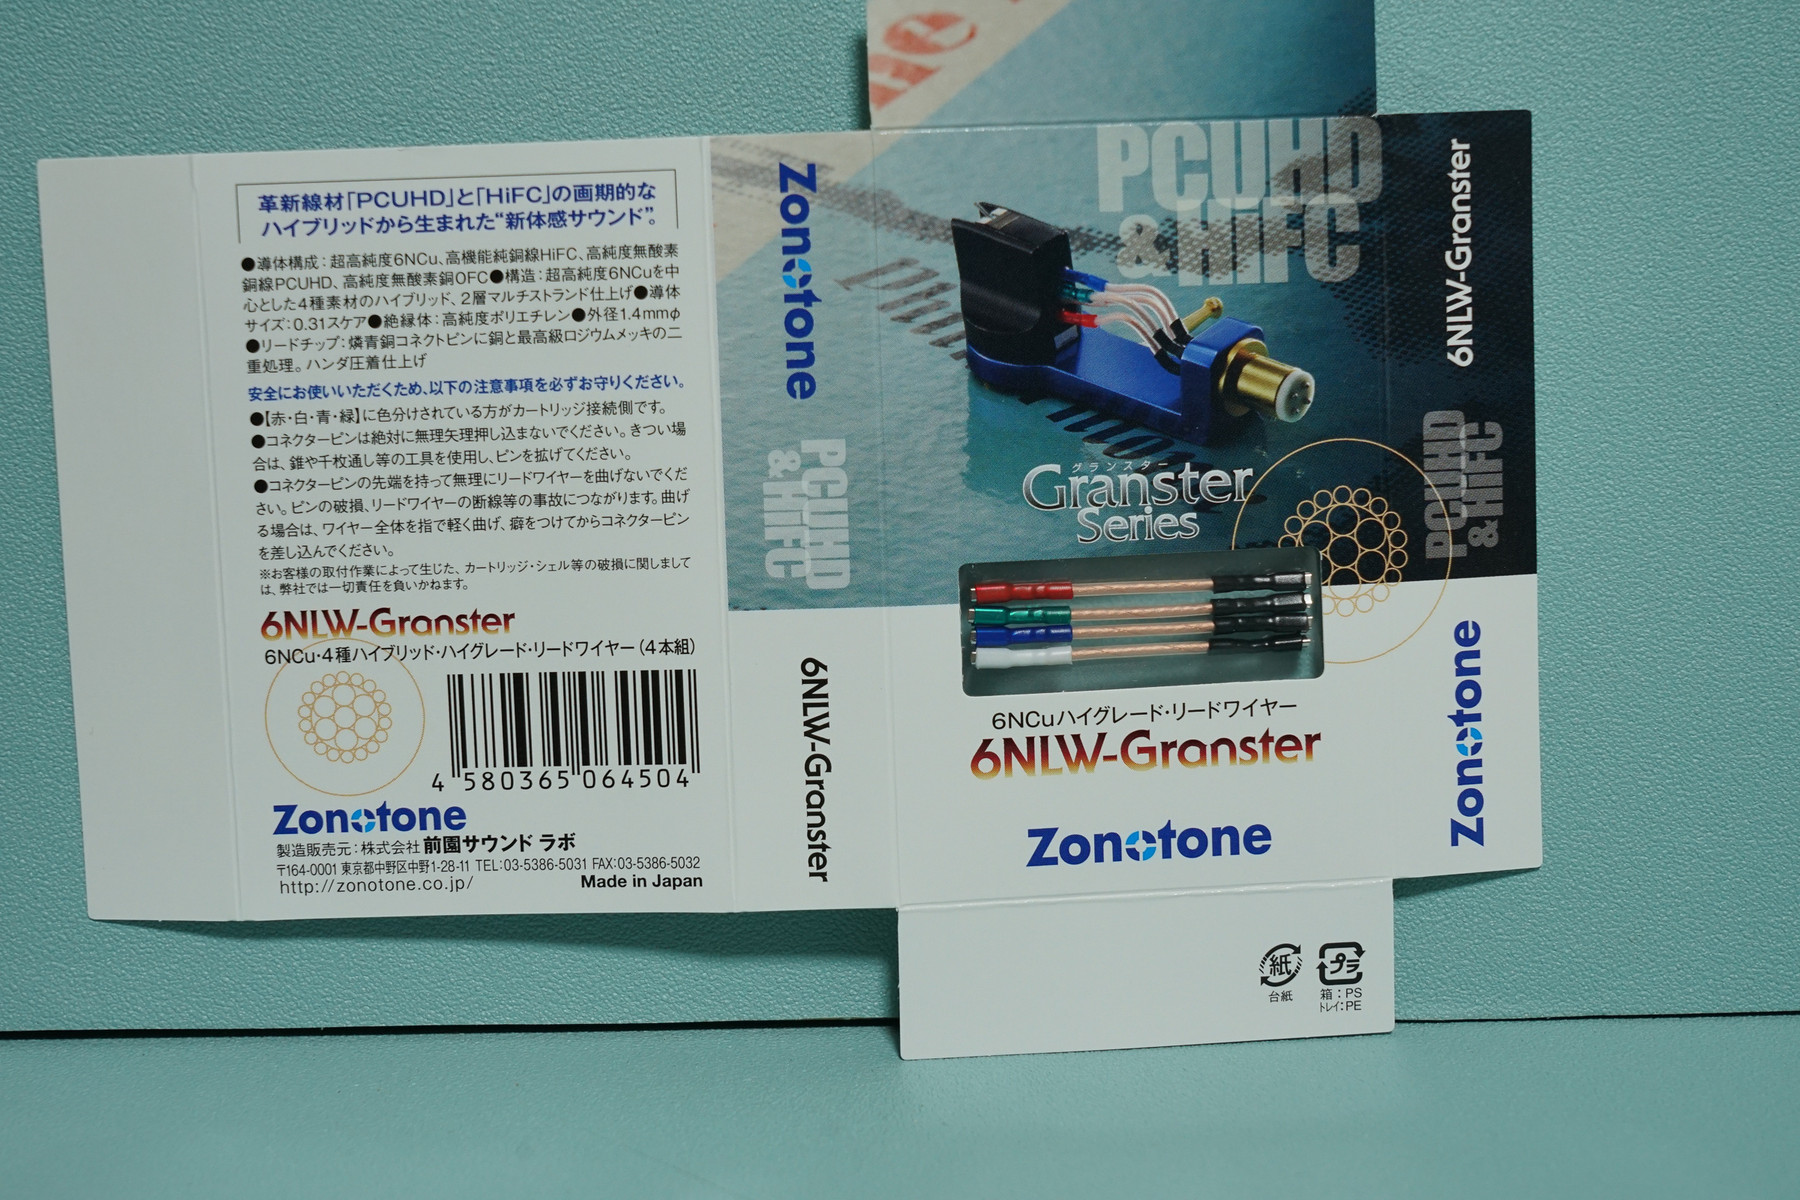 革新線材「PCUHD」と「HiFC」の画期的な
ハイブリッドから生まれた“新体感サウンド”。
●導体構成：超高純度6NCu、高機能純銅線HiFC、高純度無酸素
銅線PCUHD、高純度無酸素銅OFC●構造：超高純度6NCuを中
心とした4種素材のハイブリッド、2層マルチストランド仕上げ●導体
サイズ：0.31スケア●絶縁体：高純度ポリエチレン●外径1.4mmφ
●リードチップ：燐青銅コネクトピンに銅と最高級ロジウムメッキの二
重処理。ハンダ圧着仕上げ
安全にお使いいただくため、以下の注意事項を必ずお守りください。
●【赤・白・青・緑】に色分けされている方がカートリッジ接続側です。
●コネクターピンは絶対に無理矢理押し込まないでください。きつい場
合は、錐や千枚通し等の工具を使用し、ピンを拡げてください。
●コネクターピンの先端を持って無理にリードワイヤーを曲げないでくだ
さい。ピンの破損、リードワイヤーの断線等の事故につながります。曲げ
る場合は、ワイヤー全体を指で軽く曲げ、癖をつけてからコネクターピン
を差し込んでください。
※お客様の取付作業によって生じた、カートリッジ・シェル等の破損に関しまして
は、弊社では一切責任を負いかねます。
6NLW-Granster
6NCu・4種ハイブリッド・ハイグレード・リードワイヤー（4本組）
4 580365 064504
Zonotone
製造販売元：株式会社 前園サウンド ラボ
〒164-0001 東京都中野区中野1-28-11 TEL:03-5386-5031 FAX:03-5386-5032
http://zonotone.co.jp/ Made in Japan
Zonotone
PCUHD
&HiFC
6NLW-Granster
PCUHD
&HiFC
グランスター
Granster
Series
6NCuハイグレード・リードワイヤー
6NLW-Granster
Zonotone
6NLW-Granster
PCUHD
&HiFC
Zonotone
紙
台紙
プラ
箱：PS
トレイ：PE